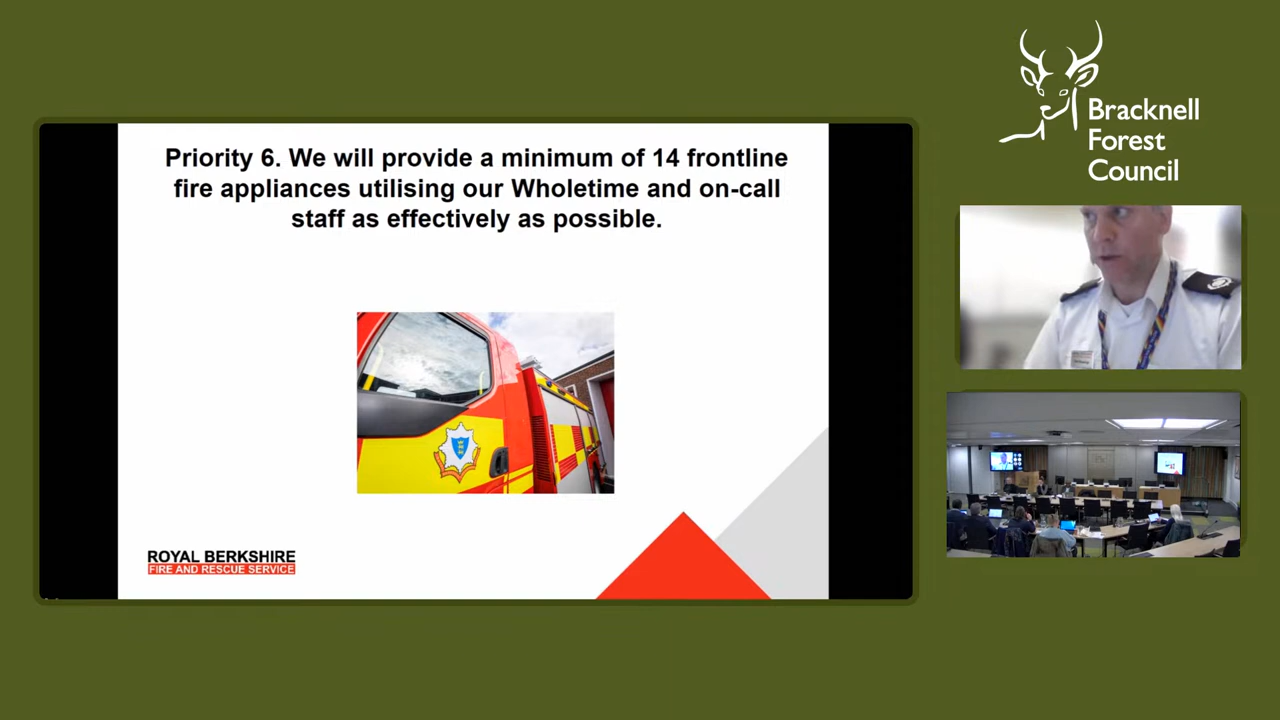 Priority 6. We will provide a minimum of 14 frontline
fire appliances utilising our Wholetime and on-call
staff as effectively as possible.
ROYAL BERKSHIRE
FIRE AND RESCUE SERVICE
Bracknell
Forest
Council